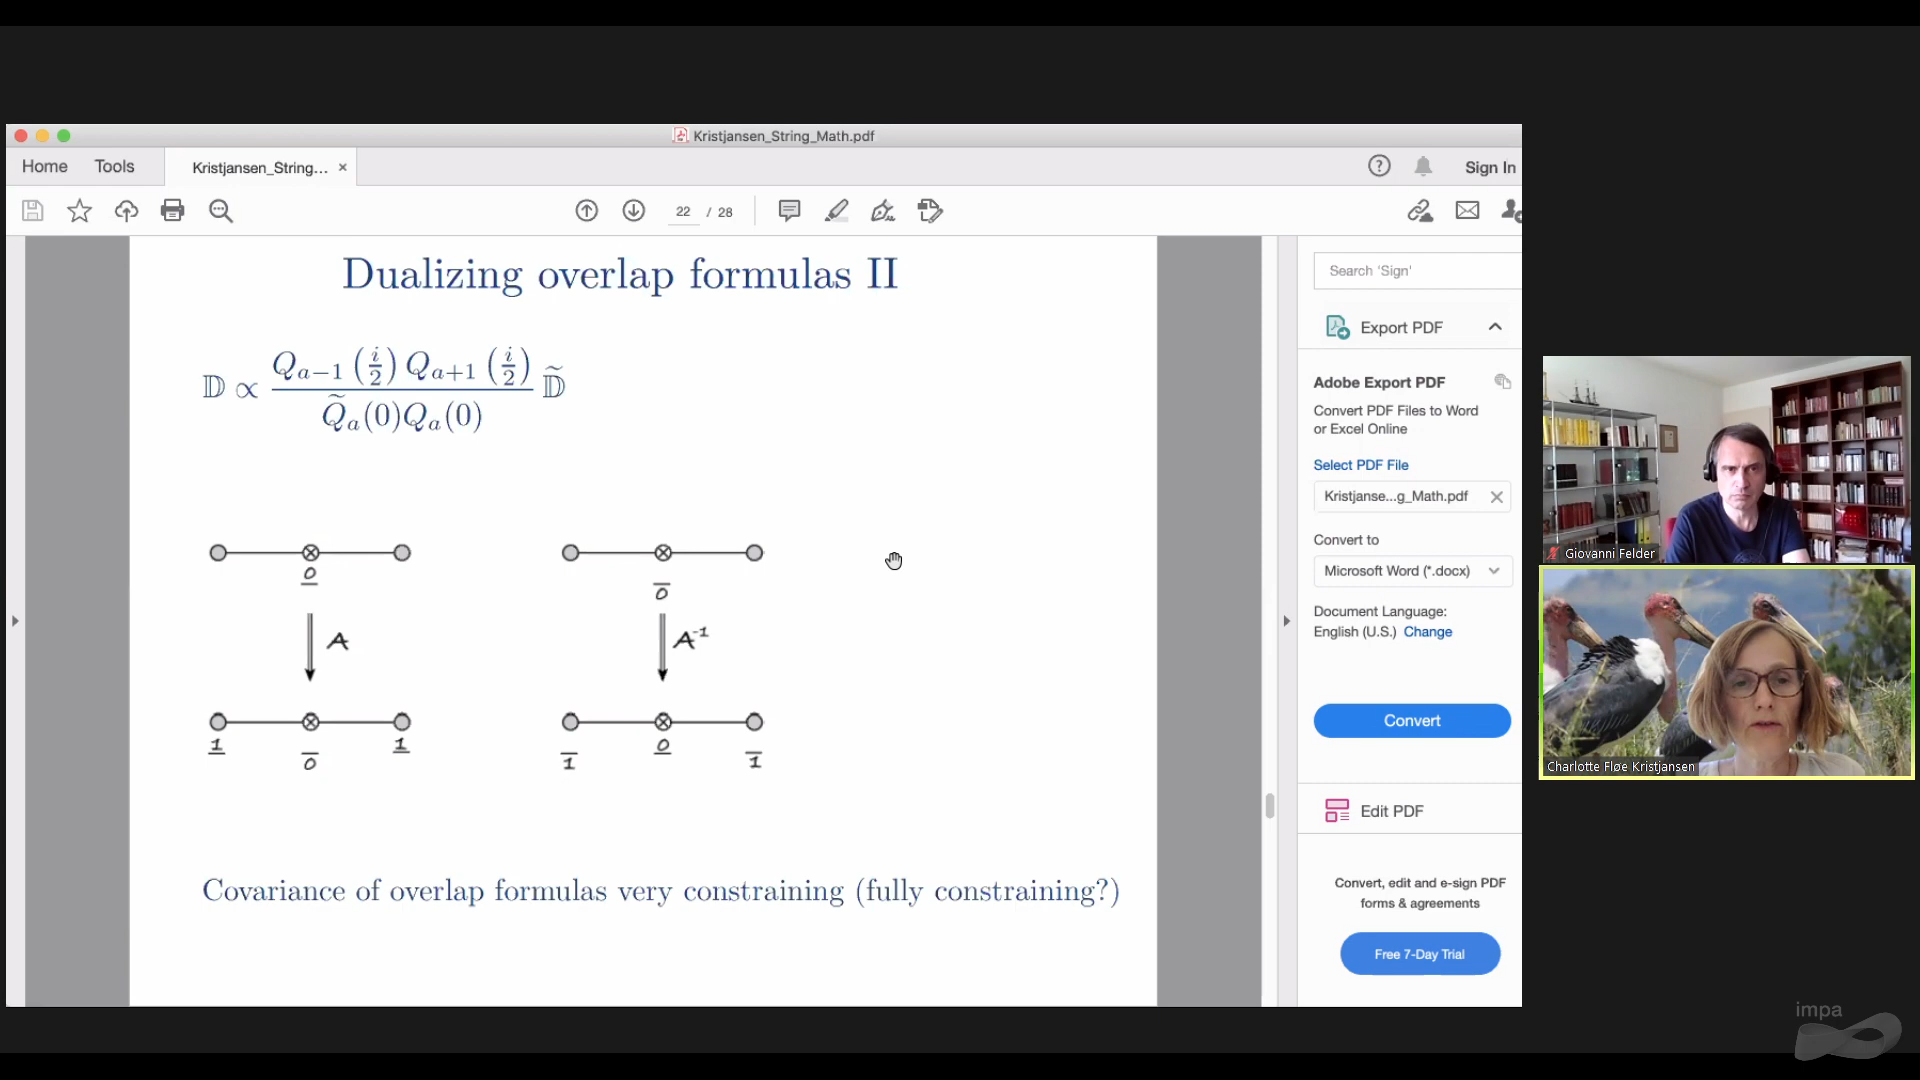 Kristjansen_String_Math.pdf
Home Tools Kristjansen_String... × Sign In
22 / 28
Dualizing overlap formulas II
𝔻 ∝ Q_{a−1}(i/2) Q_{a+1}(i/2) / Q̃_a(0)Q_a(0) 𝔻̃
0̲ 0̅
A A⁻¹
1̲ 0̅ 1̲ 1̅ 0̲ 1̅
Covariance of overlap formulas very constraining (fully constraining?)
Search 'Sign'
Export PDF
Adobe Export PDF
Convert PDF Files to Word
or Excel Online
Select PDF File
Kristjanse...g_Math.pdf
Convert to
Microsoft Word (*.docx)
Document Language:
English (U.S.) Change
Convert
Edit PDF
Convert, edit and e-sign PDF
forms & agreements
Free 7-Day Trial
Giovanni Felder
Charlotte Fløe Kristjansen
impa